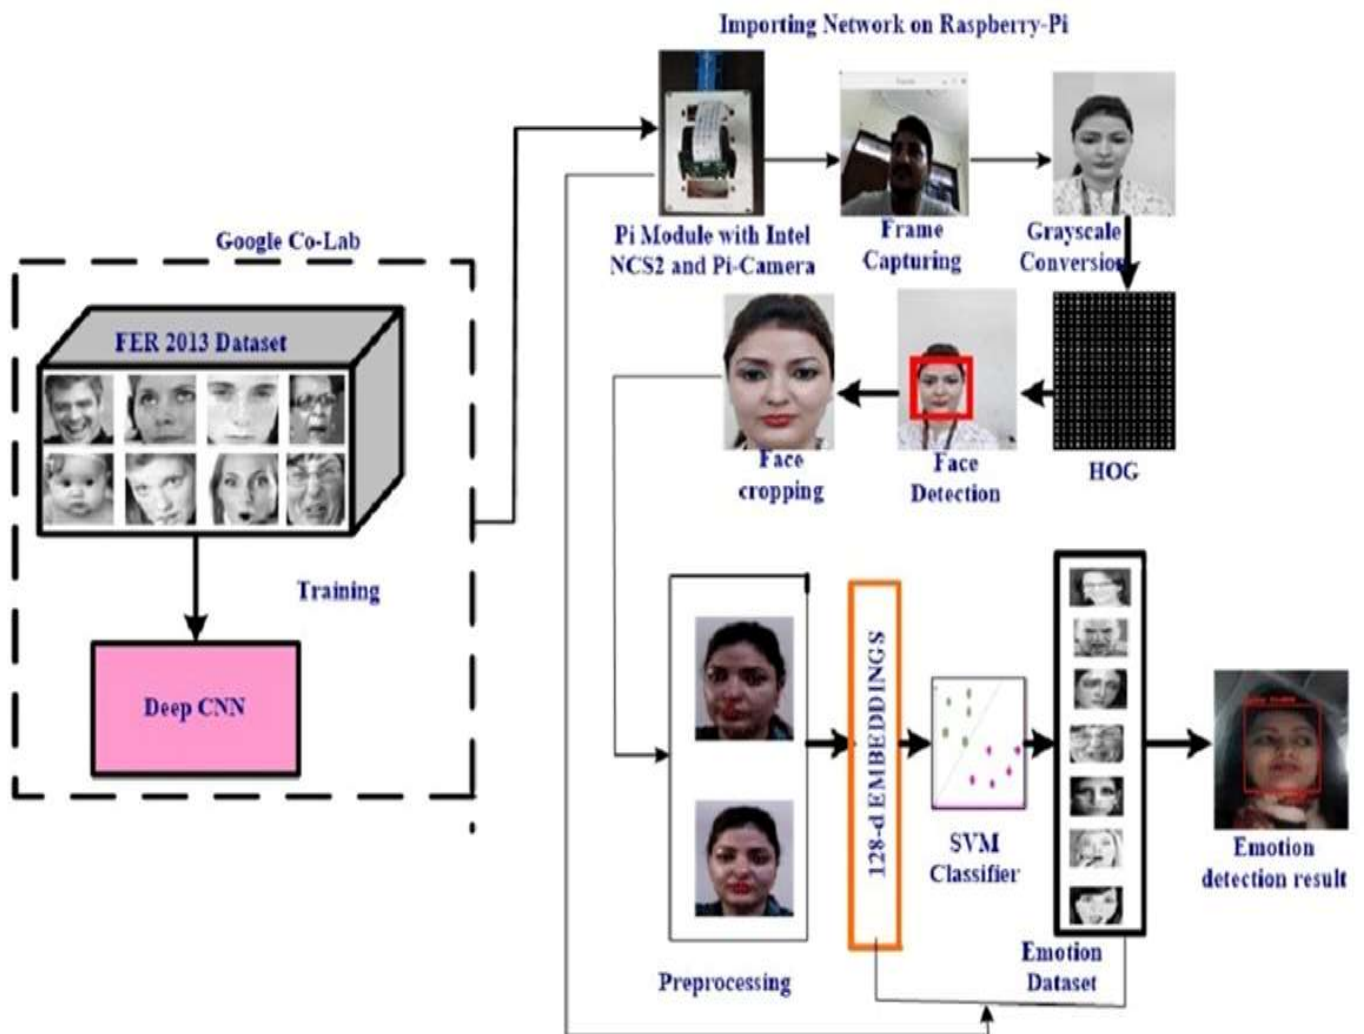 Importing Network on Raspberry-Pi
Pi Module with Intel
NCS2 and Pi-Camera
Frame
Capturing
Grayscale
Conversion
Google Co-Lab
FER 2013 Dataset
Training
Deep CNN
Face
cropping
Face
Detection
HOG
Preprocessing
128-d EMBEDDDINGS
SVM
Classifier
Emotion
Dataset
Emotion
detection result